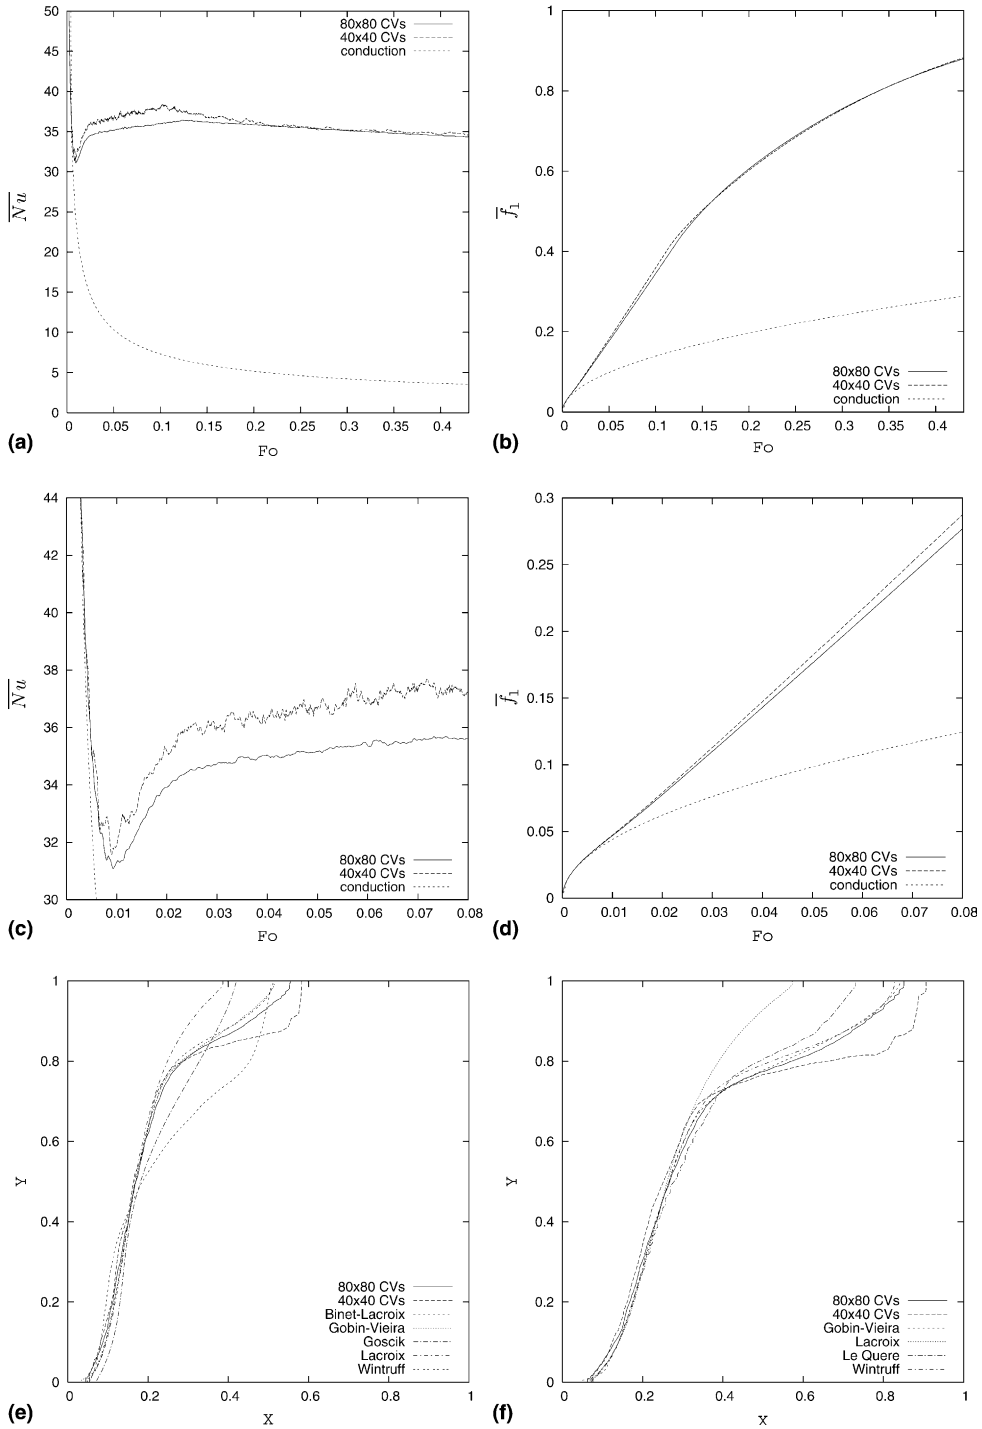 50
45
40
35
30
25
20
15
10
5
0
Nu
80x80 CVs
40x40 CVs
conduction
0 0.05 0.1 0.15 0.2 0.25 0.3 0.35 0.4
(a)
Fo
1
0.8
0.6
0.4
0.2
0
f1
80x80 CVs
40x40 CVs
conduction
0 0.05 0.1 0.15 0.2 0.25 0.3 0.35 0.4
(b)
Fo
44
42
40
38
36
34
32
30
Nu
80x80 CVs
40x40 CVs
conduction
0 0.01 0.02 0.03 0.04 0.05 0.06 0.07 0.08
(c)
Fo
0.3
0.25
0.2
0.15
0.1
0.05
0
f1
80x80 CVs
40x40 CVs
conduction
0 0.01 0.02 0.03 0.04 0.05 0.06 0.07 0.08
(d)
Fo
1
0.8
0.6
0.4
0.2
0
Y
80x80 CVs
40x40 CVs
Binet-Lacroix
Gobin-Vieira
Goscik
Lacroix
Wintruff
0 0.2 0.4 0.6 0.8 1
(e)
X
1
0.8
0.6
0.4
0.2
0
Y
80x80 CVs
40x40 CVs
Gobin-Vieira
Lacroix
Le Quere
Wintruff
0 0.2 0.4 0.6 0.8 1
(f)
X